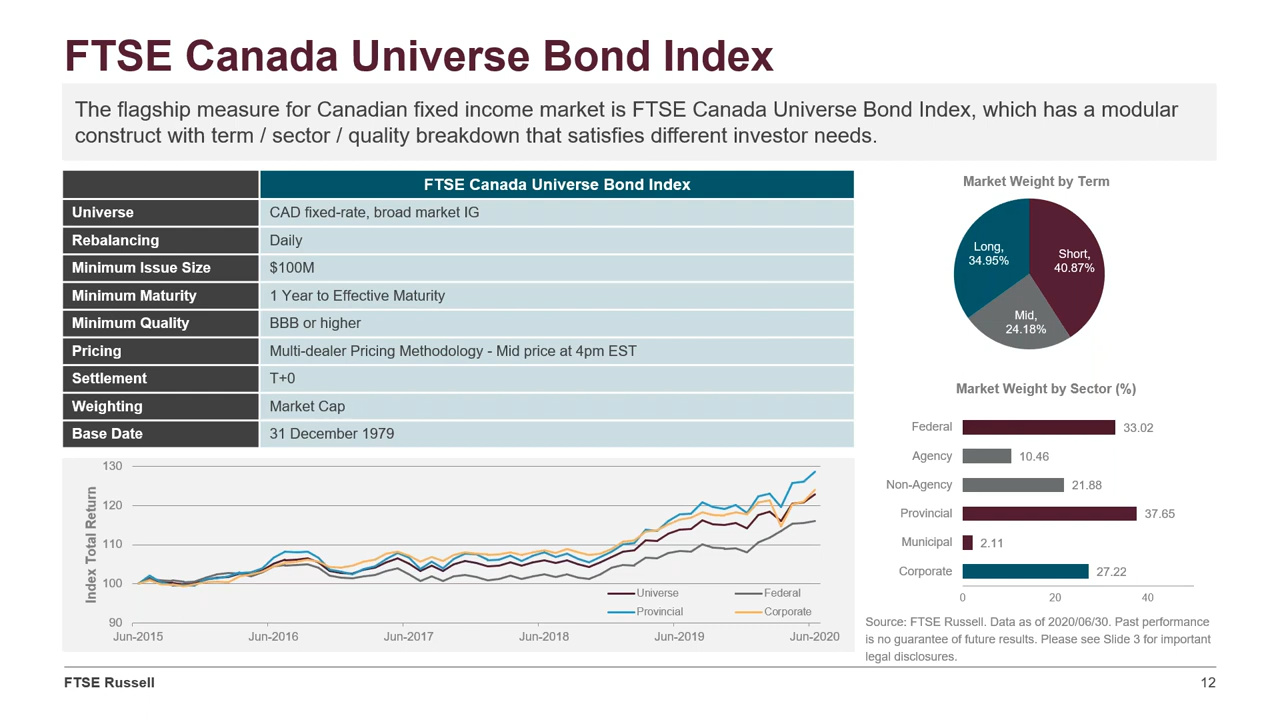 FTSE Canada Universe Bond Index
The flagship measure for Canadian fixed income market is FTSE Canada Universe Bond Index, which has a modular
construct with term / sector / quality breakdown that satisfies different investor needs.
FTSE Canada Universe Bond Index
Universe CAD fixed-rate, broad market IG
Rebalancing Daily
Minimum Issue Size $100M
Minimum Maturity 1 Year to Effective Maturity
Minimum Quality BBB or higher
Pricing Multi-dealer Pricing Methodology - Mid price at 4pm EST
Settlement T+0
Weighting Market Cap
Base Date 31 December 1979
Index Total Return
130
120
110
100
90
Jun-2015 Jun-2016 Jun-2017 Jun-2018 Jun-2019 Jun-2020
Universe Federal
Provincial Corporate
Market Weight by Term
Long,
34.95%
Short,
40.87%
Mid,
24.18%
Market Weight by Sector (%)
Federal 33.02
Agency 10.46
Non-Agency 21.88
Provincial 37.65
Municipal 2.11
Corporate 27.22
0 20 40
Source: FTSE Russell. Data as of 2020/06/30. Past performance
is no guarantee of future results. Please see Slide 3 for important
legal disclosures.
FTSE Russell 12